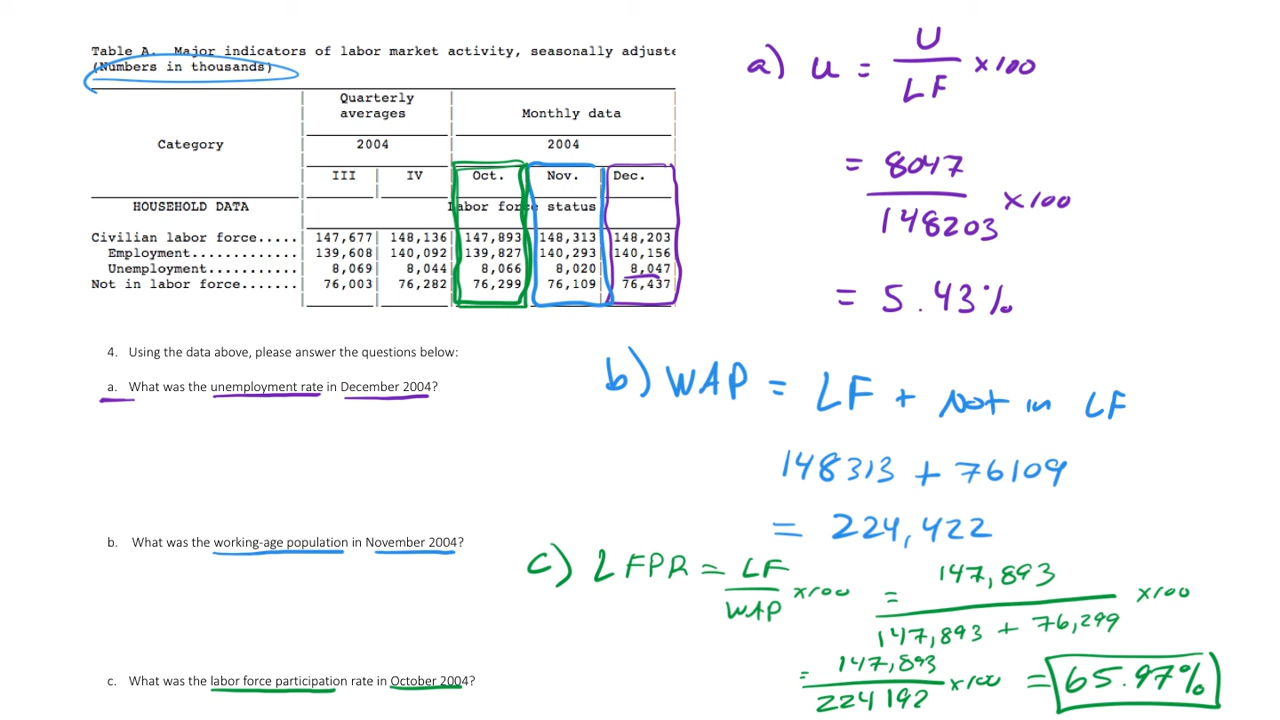 Table A. Major indicators of labor market activity, seasonally adjuste
(Numbers in thousands)
Quarterly averages | Monthly data
Category | 2004 | 2004
III | IV | Oct. | Nov. | Dec.
HOUSEHOLD DATA | Labor force status
Civilian labor force..... | 147,677 | 148,136 | 147,893 | 148,313 | 148,203
Employment............. | 139,608 | 140,092 | 139,827 | 140,293 | 140,156
Unemployment........... | 8,069 | 8,044 | 8,066 | 8,020 | 8,047
Not in labor force....... | 76,003 | 76,282 | 76,299 | 76,109 | 76,437
4. Using the data above, please answer the questions below:
a. What was the unemployment rate in December 2004?
b. What was the working-age population in November 2004?
c. What was the labor force participation rate in October 2004?
a) u = U / LF ×100
= 8047 / 148203 ×100
= 5.43%
b) WAP = LF + Not in LF
148313 + 76109
= 224,422
c) LFPR = LF / WAP ×100 = 147,893 / 147,893 + 76,299 ×100
= 147,893 / 224192 ×100 = 65.97%